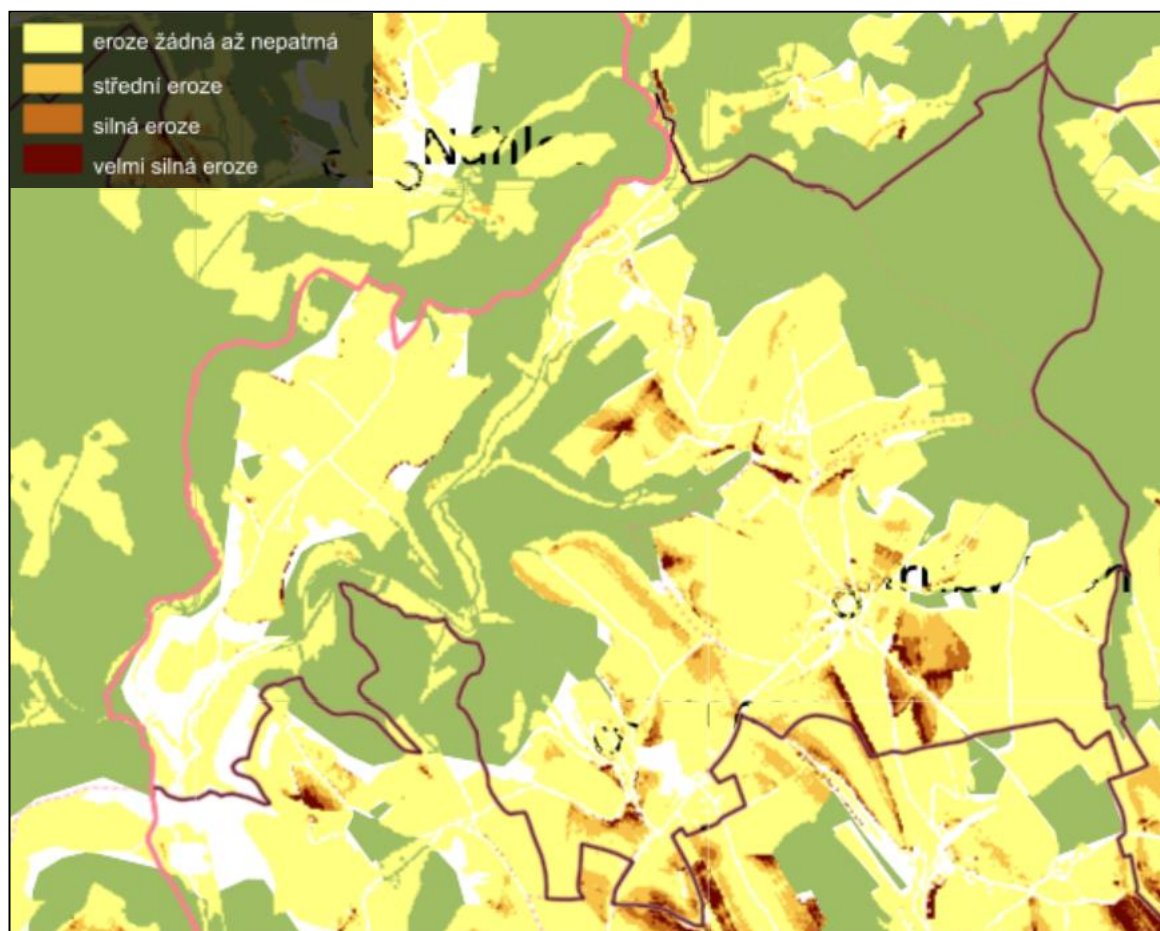 eroze žádná až nepatrná
střední eroze
silná eroze
velmi silná eroze